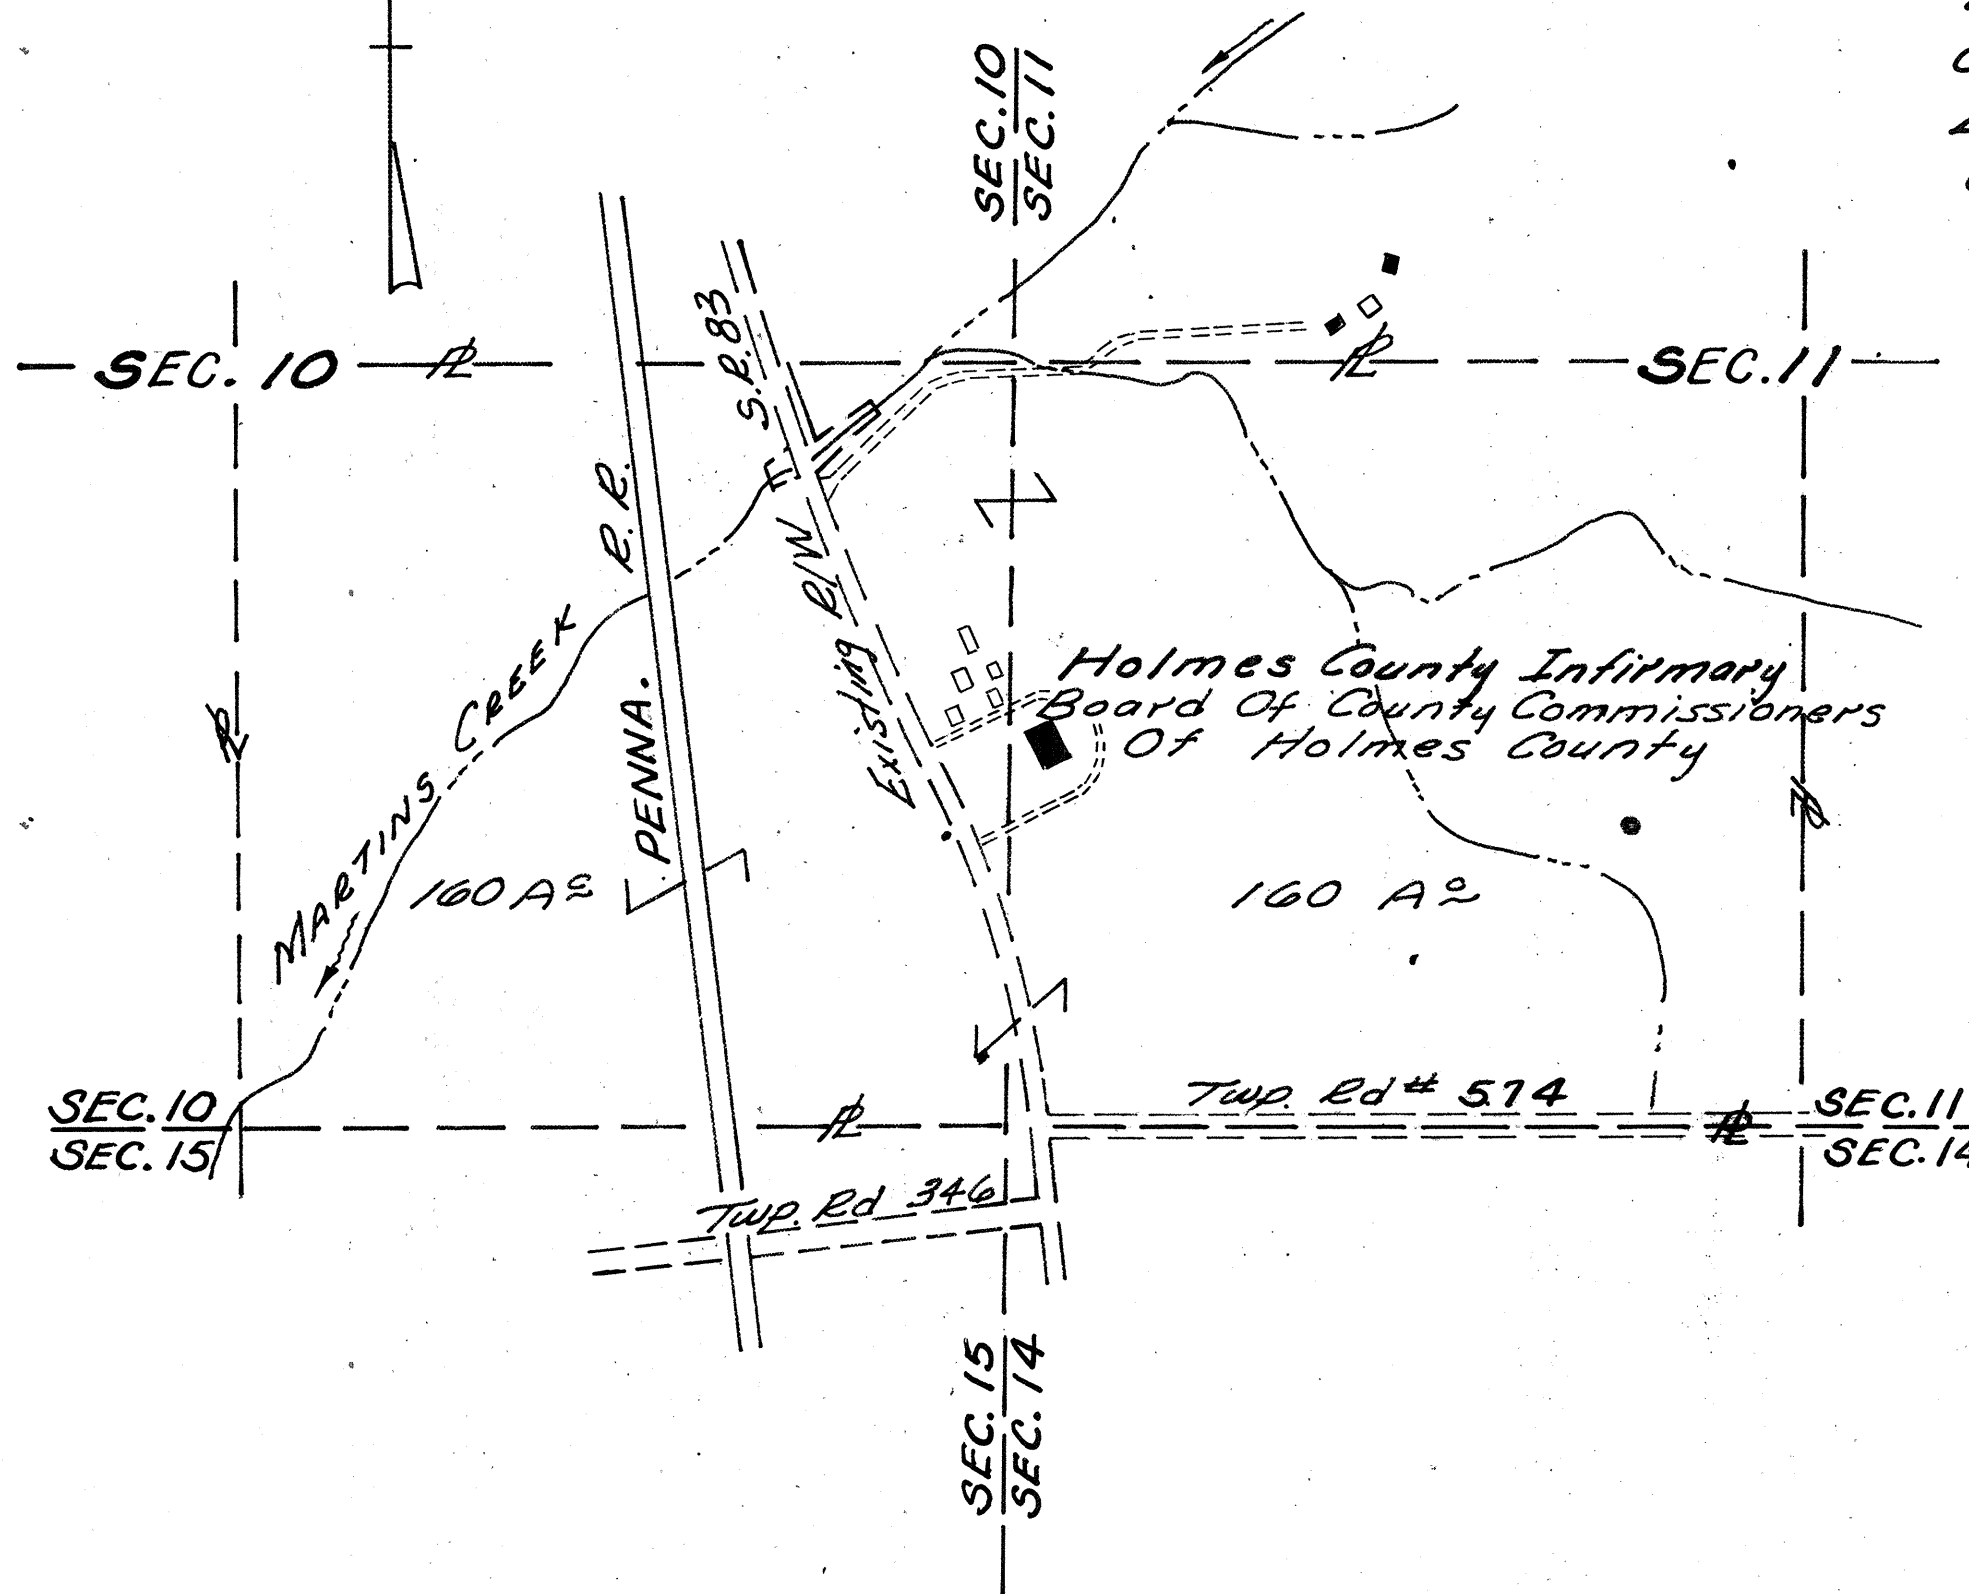 SEC. 10
SEC. 11
SEC. 10
SEC. 11
S.R. 83
R. R.
Existing R/W
MARTINS CREEK
PENNA.
Holmes County Infirmary
Board Of County Commissioners
Of Holmes County
160 Ac
160 Ac
Twp. Rd # 574
SEC. 10
SEC. 15
SEC. 11
SEC. 14
Twp. Rd 346
SEC. 15
SEC. 14